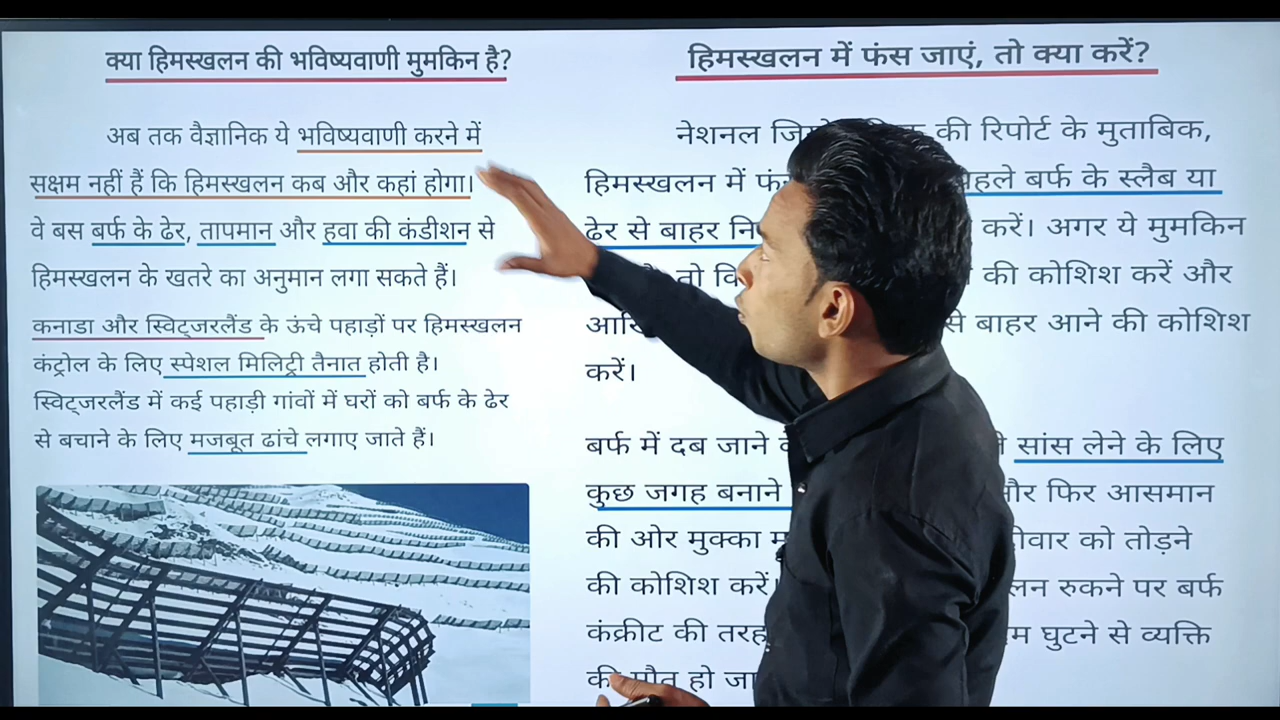 क्या हिमस्खलन की भविष्यवाणी मुमकिन है?
अब तक वैज्ञानिक ये भविष्यवाणी करने में
सक्षम नहीं हैं कि हिमस्खलन कब और कहां होगा।
वे बस बर्फ के ढेर, तापमान और हवा की कंडीशन से
हिमस्खलन के खतरे का अनुमान लगा सकते हैं।
कनाडा और स्विट्जरलैंड के ऊंचे पहाड़ों पर हिमस्खलन
कंट्रोल के लिए स्पेशल मिलिट्री तैनात होती है।
स्विट्जरलैंड में कई पहाड़ी गांवों में घरों को बर्फ के ढेर
से बचाने के लिए मजबूत ढांचे लगाए जाते हैं।
हिमस्खलन में फंस जाएं, तो क्या करें?
नेशनल की रिपोर्ट के मुताबिक,
हिमस्खलन में बर्फ के स्लैब या
ढेर से बाहर करें। अगर ये मुमकिन
तो की कोशिश करें और
से बाहर आने की कोशिश
करें।
बर्फ में दब जाने सांस लेने के लिए
कुछ जगह बनाने और फिर आसमान
की ओर मुक्का को तोड़ने
की कोशिश करें। रुकने पर बर्फ
कंक्रीट की तरह घुटने से व्यक्ति
की मौत हो